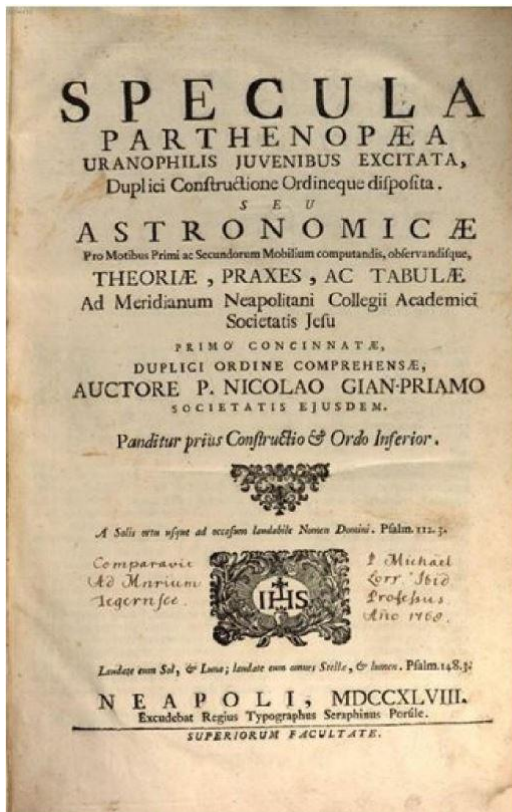 SPECULA
PARTHENOPÆA
URANOPHILIS JUVENIBUS EXCITATA,
Duplici Constructione Ordineque disposita.
SEU
ASTRONOMICÆ
Pro Motibus Primi ac Secundorum Mobilium computandis, observandisque,
THEORIÆ, PRAXES, AC TABULÆ
Ad Meridianum Neapolitani Collegii Academici
Societatis Jesu
PRIMO CONCINNATÆ,
DUPLICI ORDINE COMPREHENSÆ,
AUCTORE P. NICOLAO GIAN-PRIAMO
SOCIETATIS EJUSDEM.
Panditur prius Constructio & Ordo Inferior.
A Solis ortu usque ad occasum laudabile Nomen Domini. Psalm. 112. 3.
Comparavit
Ad Mnrium
Tegernsee.
IHS
P Michael
Ibid
Professus
Año 1768.
Laudate eum Sol, & Luna; laudate eum omnes Stellæ, & lumen. Psalm. 148. 3.
NEAPOLI, MDCCXLVIII.
Excudebat Regius Typographus Seraphinus Porsile.
SUPERIORUM FACULTATE.